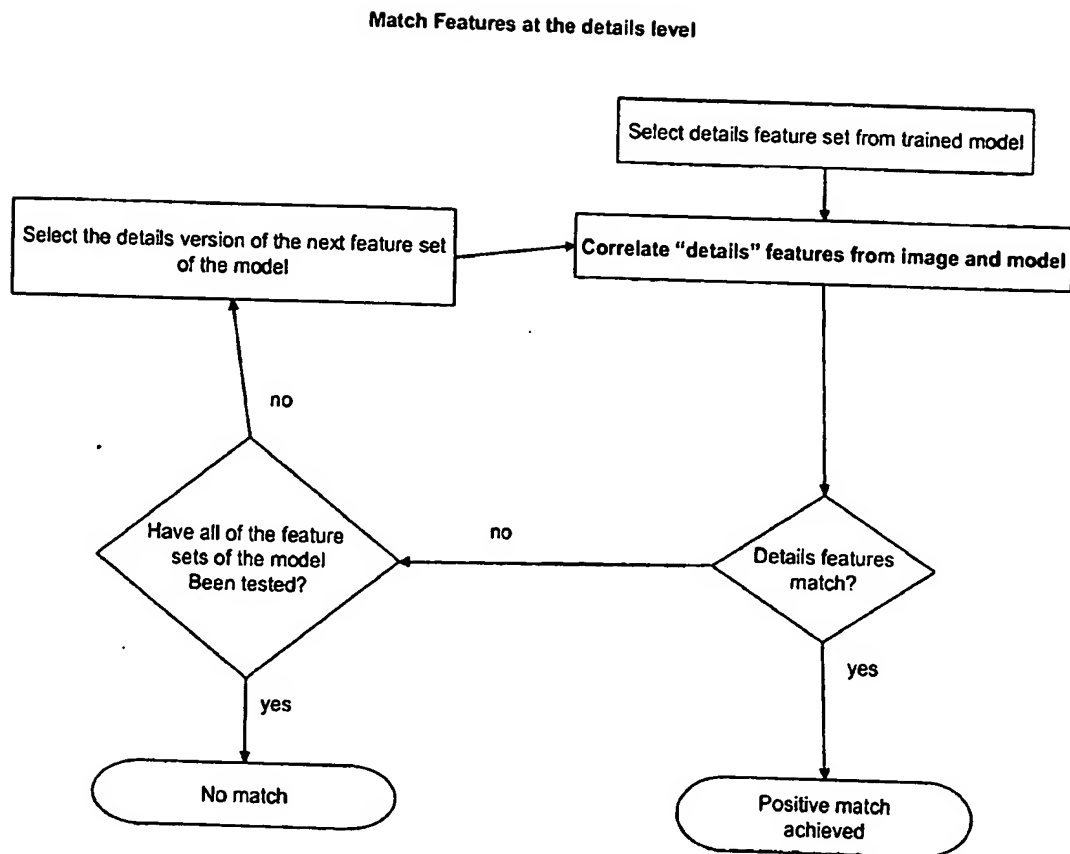 Match Features at the details level
Select details feature set from trained model
Select the details version of the next feature set
of the model
Correlate “details” features from image and model
no
Have all of the feature
sets of the model
Been tested?
no
Details features
match?
yes
yes
No match
Positive match
achieved